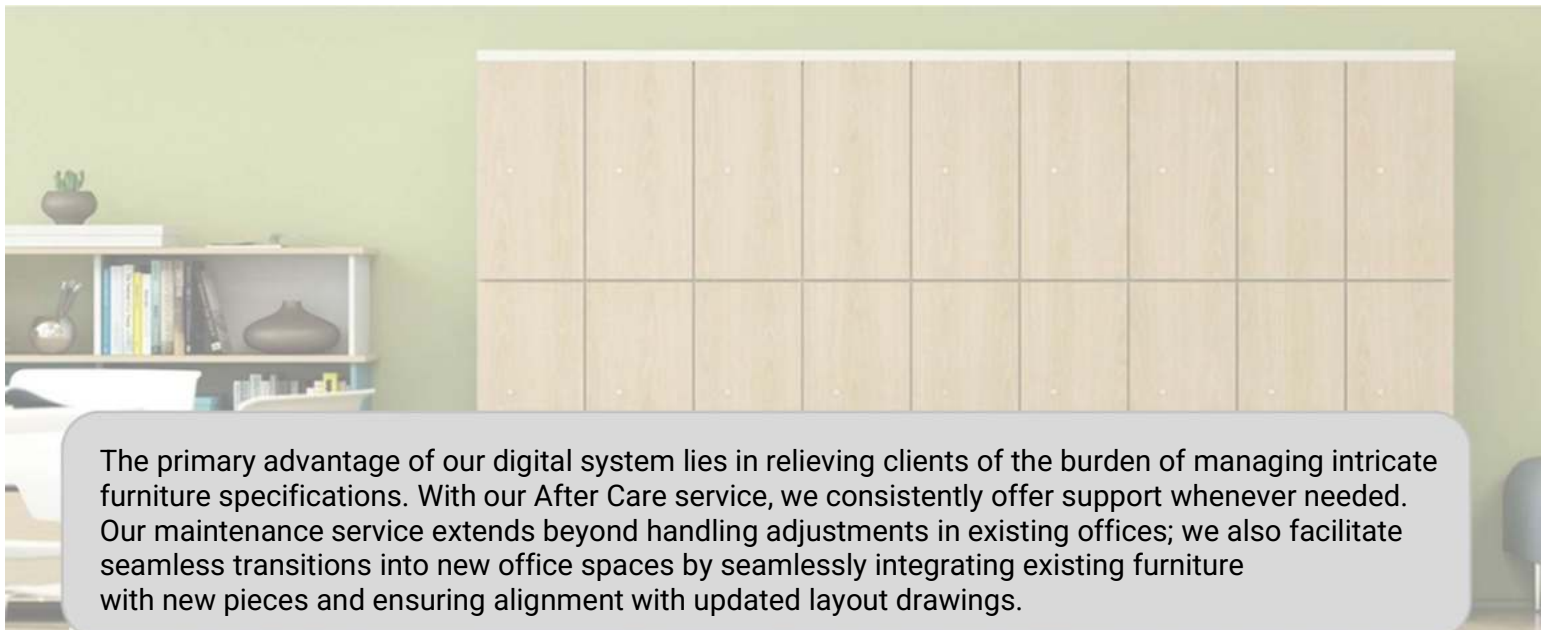 The primary advantage of our digital system lies in relieving clients of the burden of managing intricate
furniture specifications. With our After Care service, we consistently offer support whenever needed.
Our maintenance service extends beyond handling adjustments in existing offices; we also facilitate
seamless transitions into new office spaces by seamlessly integrating existing furniture
with new pieces and ensuring alignment with updated layout drawings.